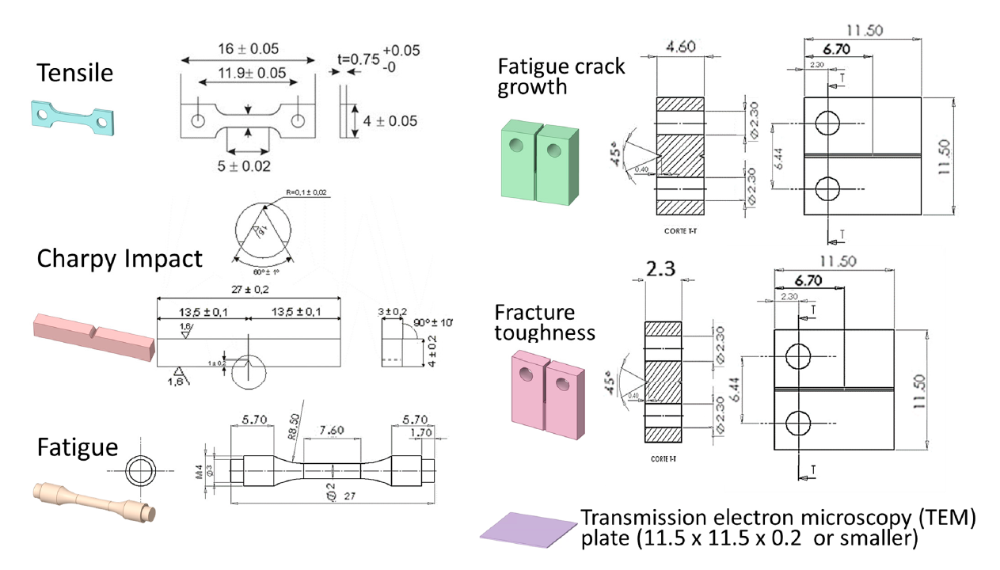 Tensile
16 ± 0.05
11.9± 0.05
t=0.75 +0.05
-0
4 ± 0.05
5 ± 0.02
R=0,1 ± 0,02
1,6
60º± 1º
Charpy Impact
27 ± 0,2
13,5 ± 0,1
13,5 ± 0,1
1,6
1 ± 0,2
1,6
3 ± 0,2
90º ± 10'
4 ± 0,2
Fatigue
5.70
R8.50
7.60
5.70
1.70
M4
Ø3
Ø2
27
Fatigue crack
growth
4.60
45°
0.40
Ø2.30
Ø2.30
CORTE T-T
11.50
6.70
2.30
T
6.44
11.50
T
Fracture
toughness
2.3
45°
0.40
Ø2.30
Ø2.30
CORTE T-T
11.50
6.70
2.30
T
6.44
11.50
T
Transmission electron microscopy (TEM)
plate (11.5 x 11.5 x 0.2 or smaller)